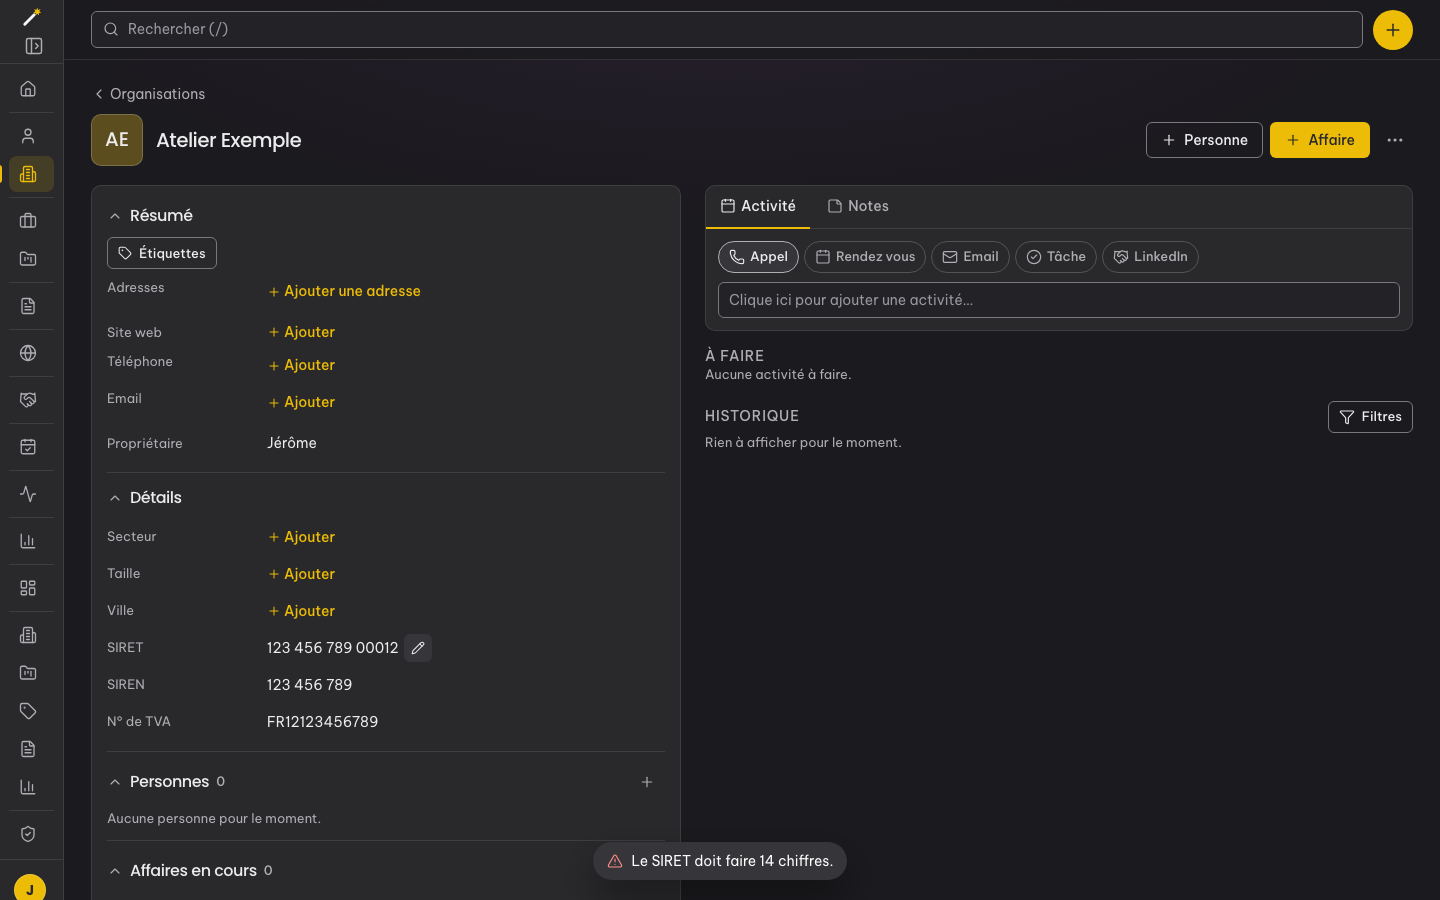 Rechercher (/)
Organisations
AE
Atelier Exemple
Personne
Affaire
Résumé
Étiquettes
Adresses
Ajouter une adresse
Site web
Ajouter
Téléphone
Ajouter
Email
Ajouter
Propriétaire
Jérôme
Détails
Secteur
Ajouter
Taille
Ajouter
Ville
Ajouter
SIRET
123 456 789 00012
SIREN
123 456 789
N° de TVA
FR12123456789
Personnes 0
Aucune personne pour le moment.
Affaires en cours 0
Activité
Notes
Appel
Rendez vous
Email
Tâche
LinkedIn
Clique ici pour ajouter une activité...
À FAIRE
Aucune activité à faire.
HISTORIQUE
Filtres
Rien à afficher pour le moment.
Le SIRET doit faire 14 chiffres.
J